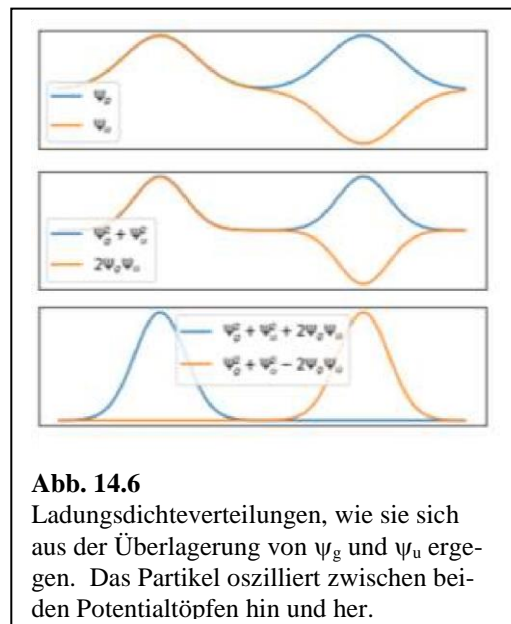 Ψg
Ψu
Ψg² + Ψu²
2ΨgΨu
Ψg² + Ψu² + 2ΨgΨu
Ψg² + Ψu² − 2ΨgΨu
Abb. 14.6
Ladungsdichteverteilungen, wie sie sich
aus der Überlagerung von ψg und ψu erge-
gen. Das Partikel oszilliert zwischen bei-
den Potentialtöpfen hin und her.